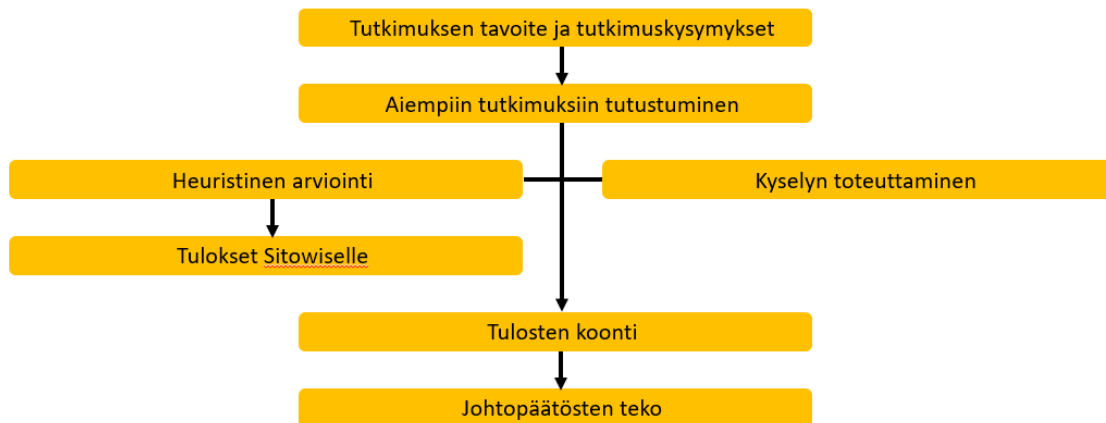 Tutkimuksen tavoite ja tutkimuskysymykset
Aiempiin tutkimuksiin tutustuminen
Heuristinen arviointi
Kyselyn toteuttaminen
Tulokset Sitowiselle
Tulosten koonti
Johtopäätösten teko